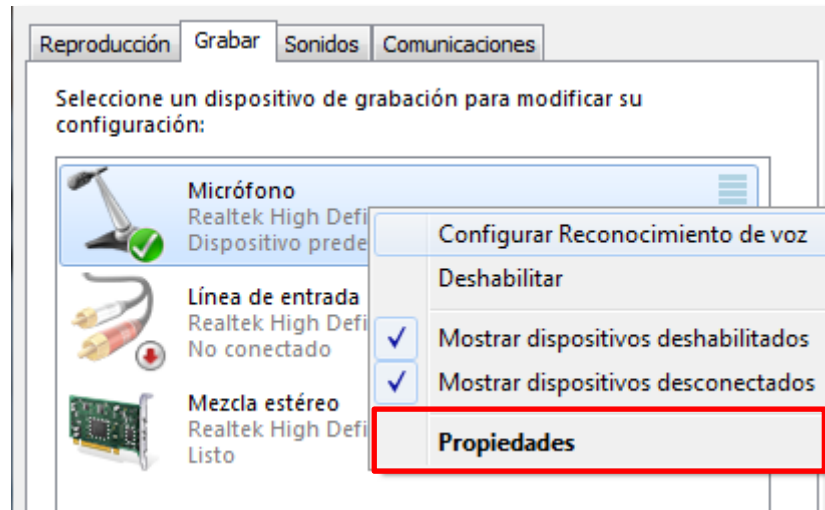 Reproducción Grabar Sonidos Comunicaciones
Seleccione un dispositivo de grabación para modificar su
configuración:
Micrófono
Realtek High Defi
Dispositivo prede
Línea de entrada
Realtek High Defi
No conectado
Mezcla estéreo
Realtek High Defi
Listo
Configurar Reconocimiento de voz
Deshabilitar
Mostrar dispositivos deshabilitados
Mostrar dispositivos desconectados
Propiedades